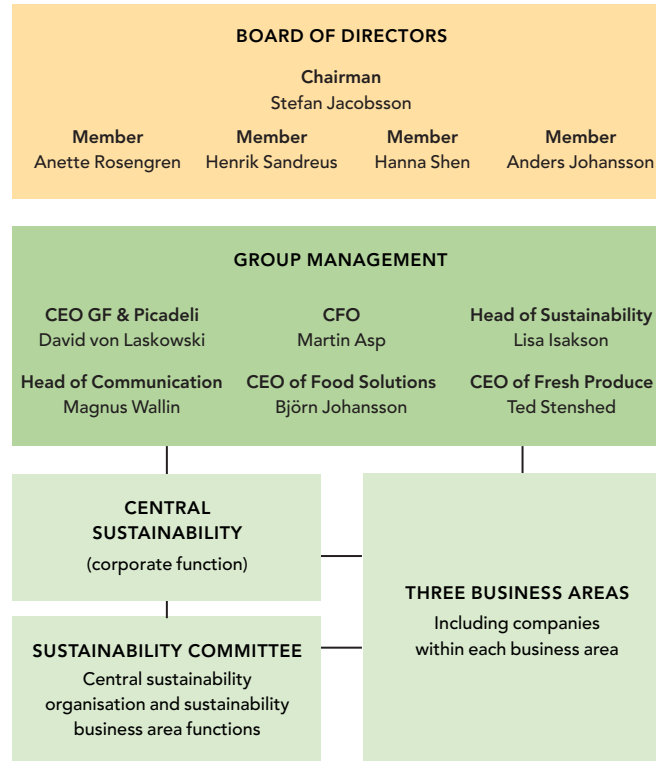 BOARD OF DIRECTORS
Chairman
Stefan Jacobsson
Member
Anette Rosengren
Member
Henrik Sandreus
Member
Hanna Shen
Member
Anders Johansson
GROUP MANAGEMENT
CEO GF & Picadeli
David von Laskowski
CFO
Martin Asp
Head of Sustainability
Lisa Isakson
Head of Communication
Magnus Wallin
CEO of Food Solutions
Björn Johansson
CEO of Fresh Produce
Ted Stenshed
CENTRAL
SUSTAINABILITY
(corporate function)
SUSTAINABILITY COMMITTEE
Central sustainability
organisation and sustainability
business area functions
THREE BUSINESS AREAS
Including companies
within each business area